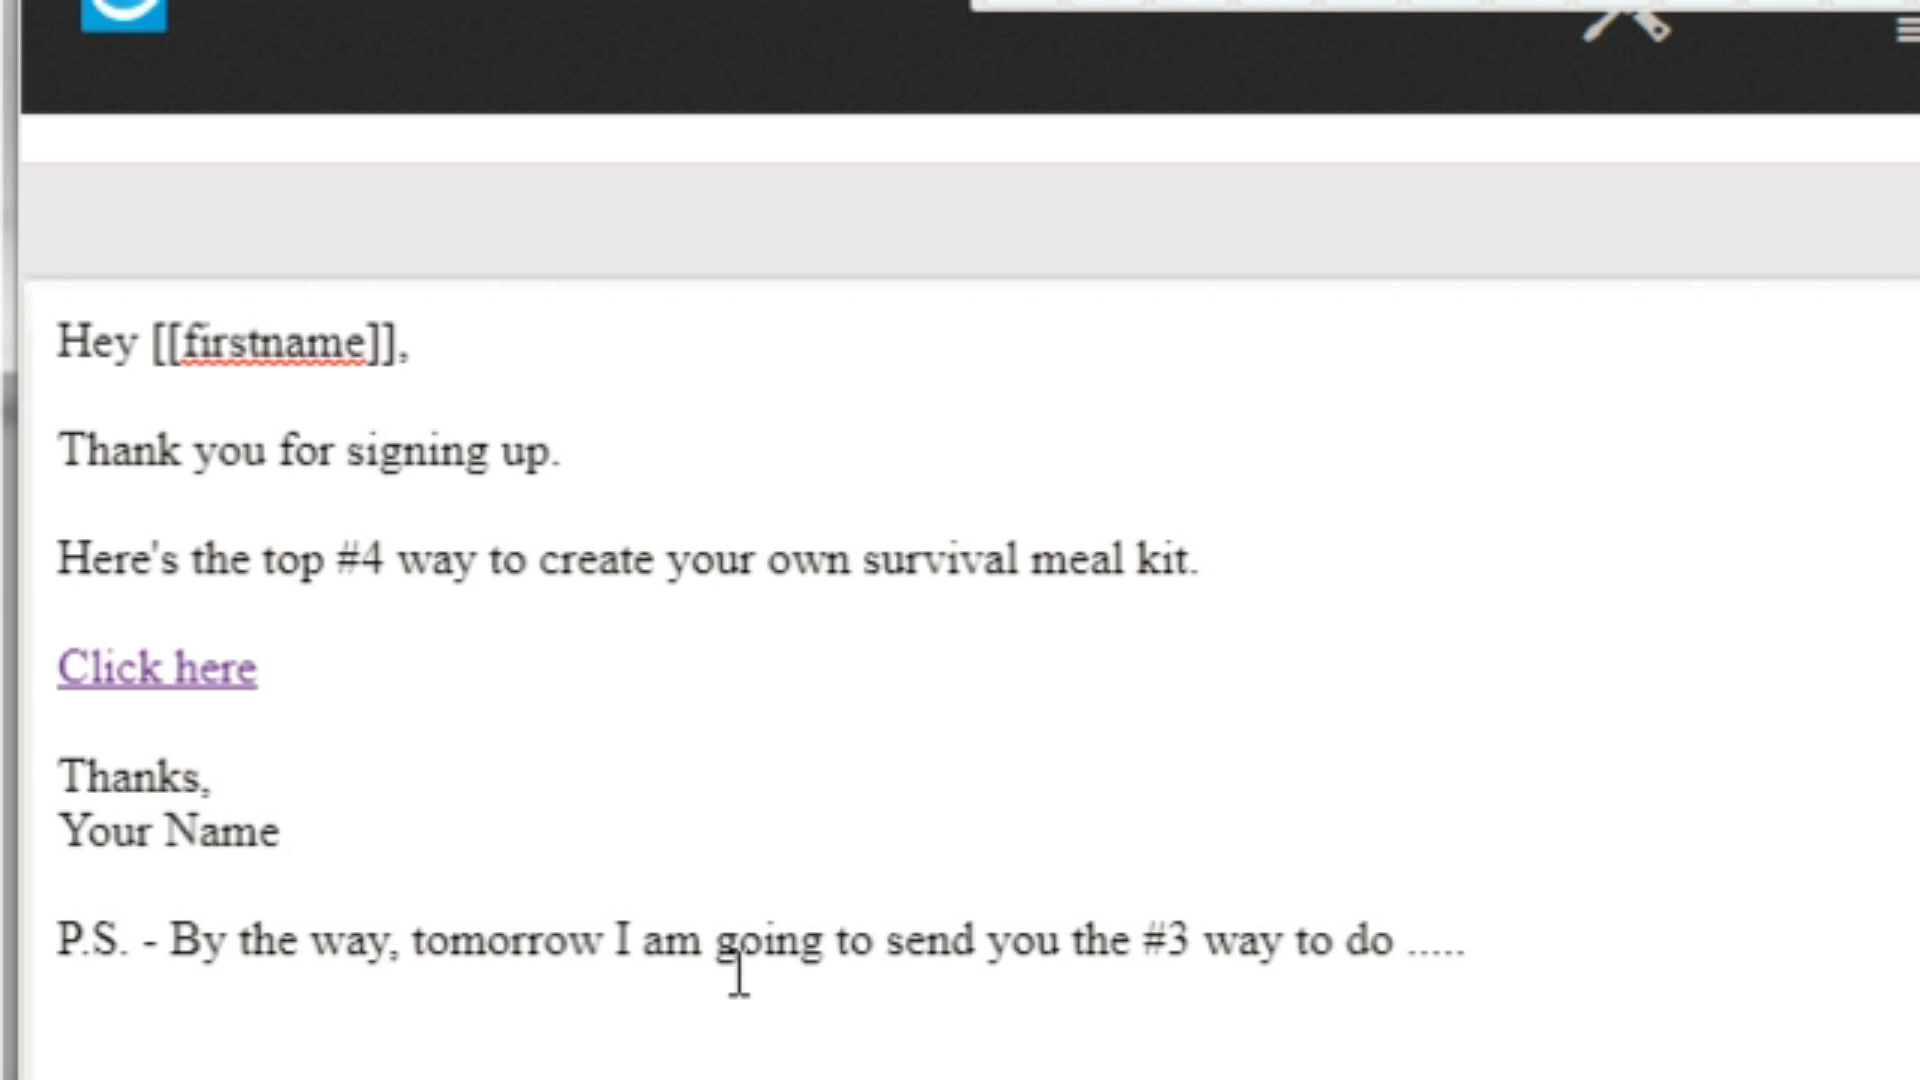 Hey [[firstname]],
Thank you for signing up.
Here's the top #4 way to create your own survival meal kit.
Click here
Thanks,
Your Name
P.S. - By the way, tomorrow I am going to send you the #3 way to do .....